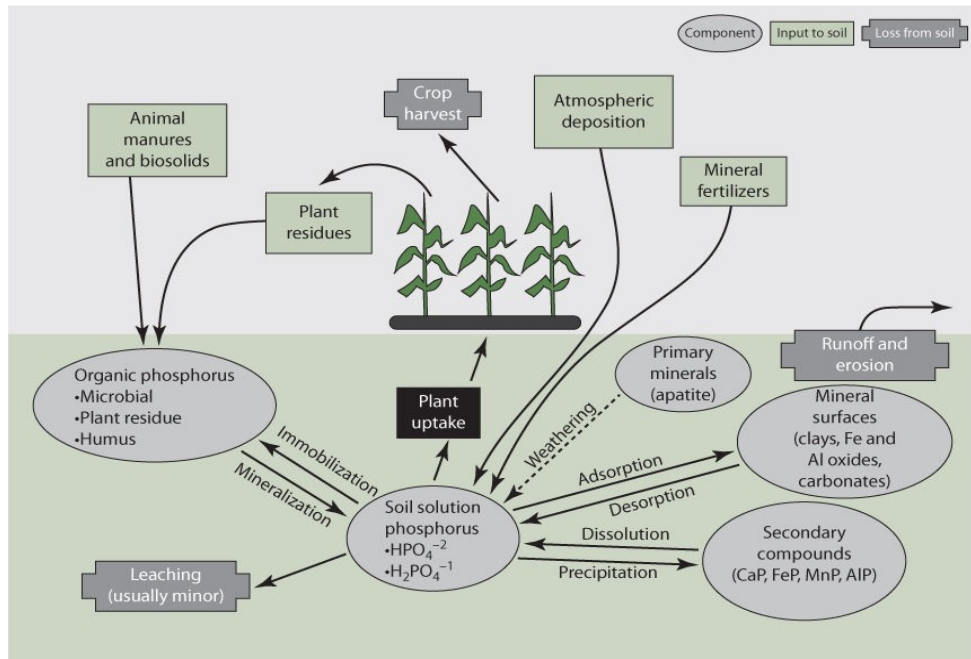 Component
Input to soil
Loss from soil
Animal
manures
and biosolids
Crop
harvest
Atmospheric
deposition
Mineral
fertilizers
Plant
residues
Runoff and
erosion
Primary
minerals
(apatite)
Organic phosphorus
•Microbial
•Plant residue
•Humus
Plant
uptake
Weathering
Mineral
surfaces
(clays, Fe and
Al oxides,
carbonates)
Immobilization
Mineralization
Adsorption
Desorption
Soil solution
phosphorus
•HPO₄⁻²
•H₂PO₄⁻¹
Dissolution
Precipitation
Secondary
compounds
(CaP, FeP, MnP, AlP)
Leaching
(usually minor)